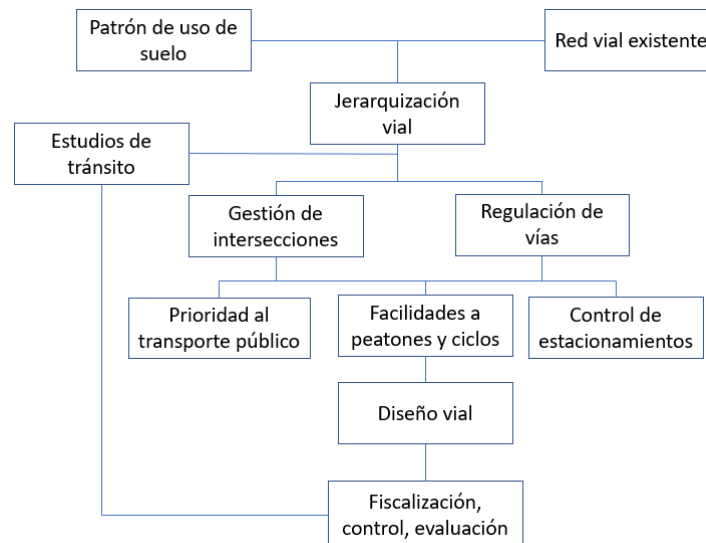 Patrón de uso de
suelo
Red vial existente
Jerarquización
vial
Estudios de
tránsito
Gestión de
intersecciones
Regulación de
vías
Prioridad al
transporte público
Facilidades a
peatones y ciclos
Control de
estacionamientos
Diseño vial
Fiscalización,
control, evaluación